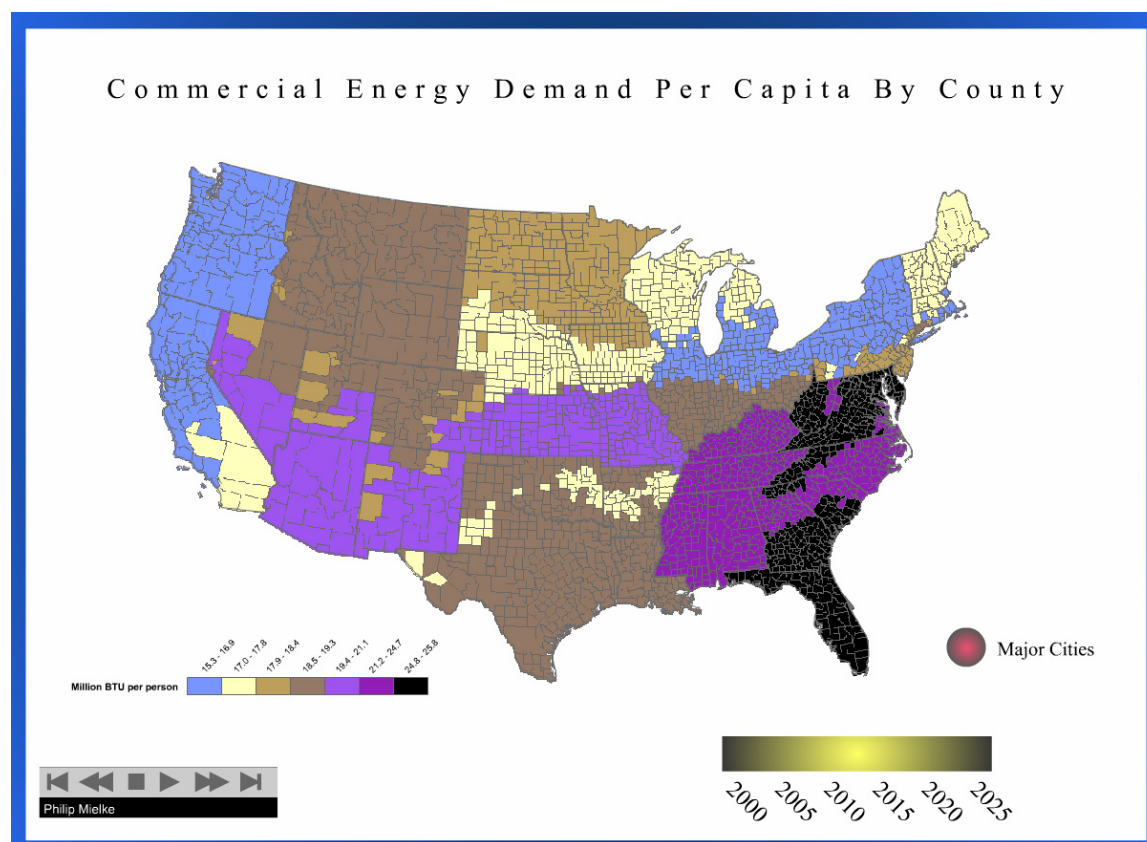 Commercial Energy Demand Per Capita By County
Major Cities
15.3 - 16.9
17.0 - 17.8
17.9 - 18.4
18.5 - 19.3
19.4 - 21.1
21.2 - 24.7
24.8 - 25.8
Million BTU per person
2000
2005
2010
2015
2020
2025
Philip Mielke